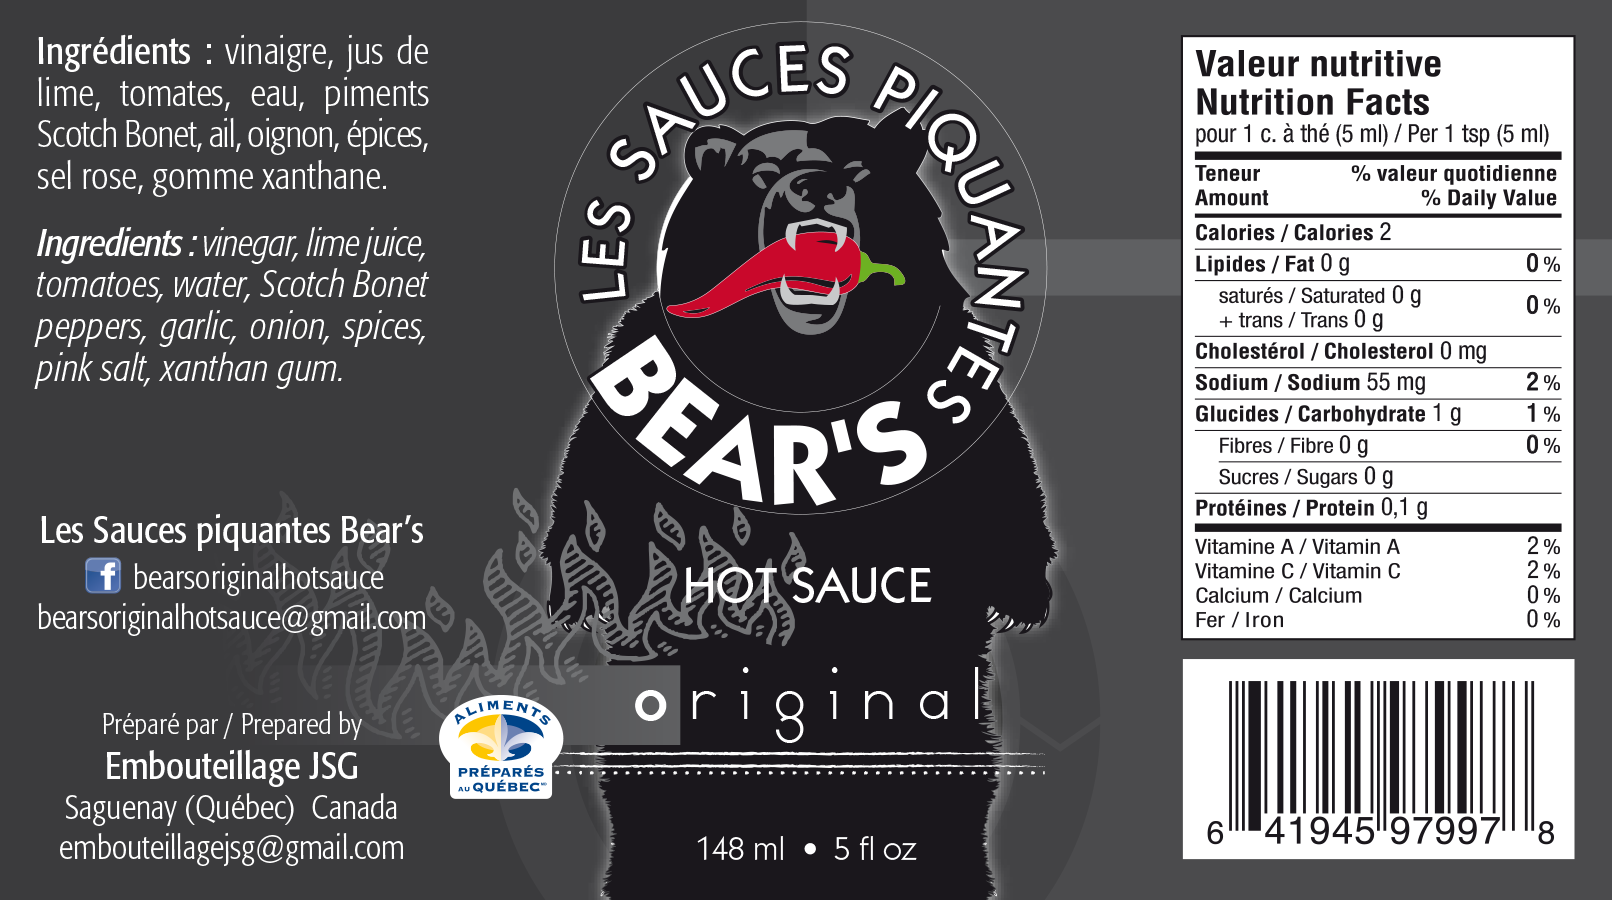 Ingrédients : vinaigre, jus de
lime, tomates, eau, piments
Scotch Bonet, ail, oignon, épices,
sel rose, gomme xanthane.
Ingredients : vinegar, lime juice,
tomatoes, water, Scotch Bonet
peppers, garlic, onion, spices,
pink salt, xanthan gum.
Les Sauces piquantes Bear's
f bearsoriginalhotsauce
bearsoriginalhotsauce@gmail.com
Préparé par / Prepared by
Embouteillage JSG
Saguenay (Québec) Canada
embouteillagejsg@gmail.com
ALIMENTS
PRÉPARÉS
AU QUÉBEC MD
LES SAUCES PIQUANTES
BEAR'S
HOT SAUCE
original
148 ml • 5 fl oz
Valeur nutritive
Nutrition Facts
pour 1 c. à thé (5 ml) / Per 1 tsp (5 ml)
Teneur % valeur quotidienne
Amount % Daily Value
Calories / Calories 2
Lipides / Fat 0 g 0 %
saturés / Saturated 0 g
+ trans / Trans 0 g 0 %
Cholestérol / Cholesterol 0 mg
Sodium / Sodium 55 mg 2 %
Glucides / Carbohydrate 1 g 1 %
Fibres / Fibre 0 g 0 %
Sucres / Sugars 0 g
Protéines / Protein 0,1 g
Vitamine A / Vitamin A 2 %
Vitamine C / Vitamin C 2 %
Calcium / Calcium 0 %
Fer / Iron 0 %
6 41945 97997 8